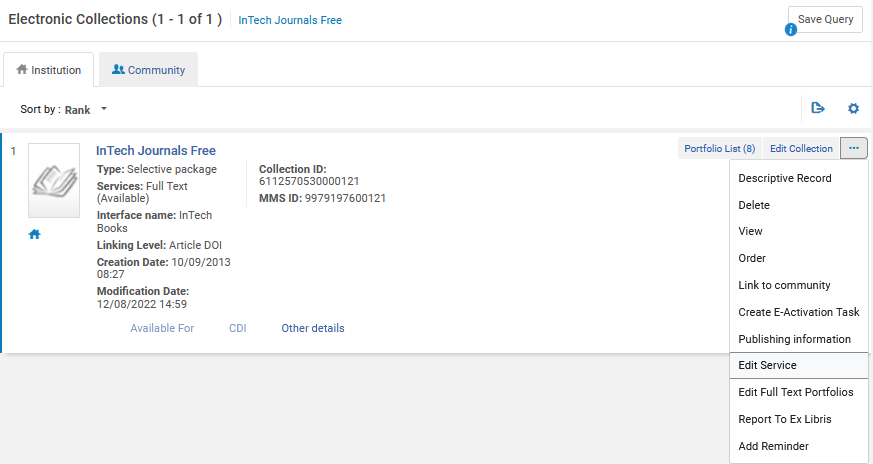 Electronic Collections (1 - 1 of 1 ) InTech Journals Free
Save Query
Institution Community
Sort by : Rank
1 InTech Journals Free
Portfolio List (8) Edit Collection ...
Type: Selective package
Services: Full Text
(Available)
Interface name: InTech
Books
Linking Level: Article DOI
Creation Date: 10/09/2013
08:27
Modification Date:
12/08/2022 14:59
Collection ID:
6112570530000121
MMS ID: 9979197600121
Available For CDI Other details
Descriptive Record
Delete
View
Order
Link to community
Create E-Activation Task
Publishing information
Edit Service
Edit Full Text Portfolios
Report To Ex Libris
Add Reminder